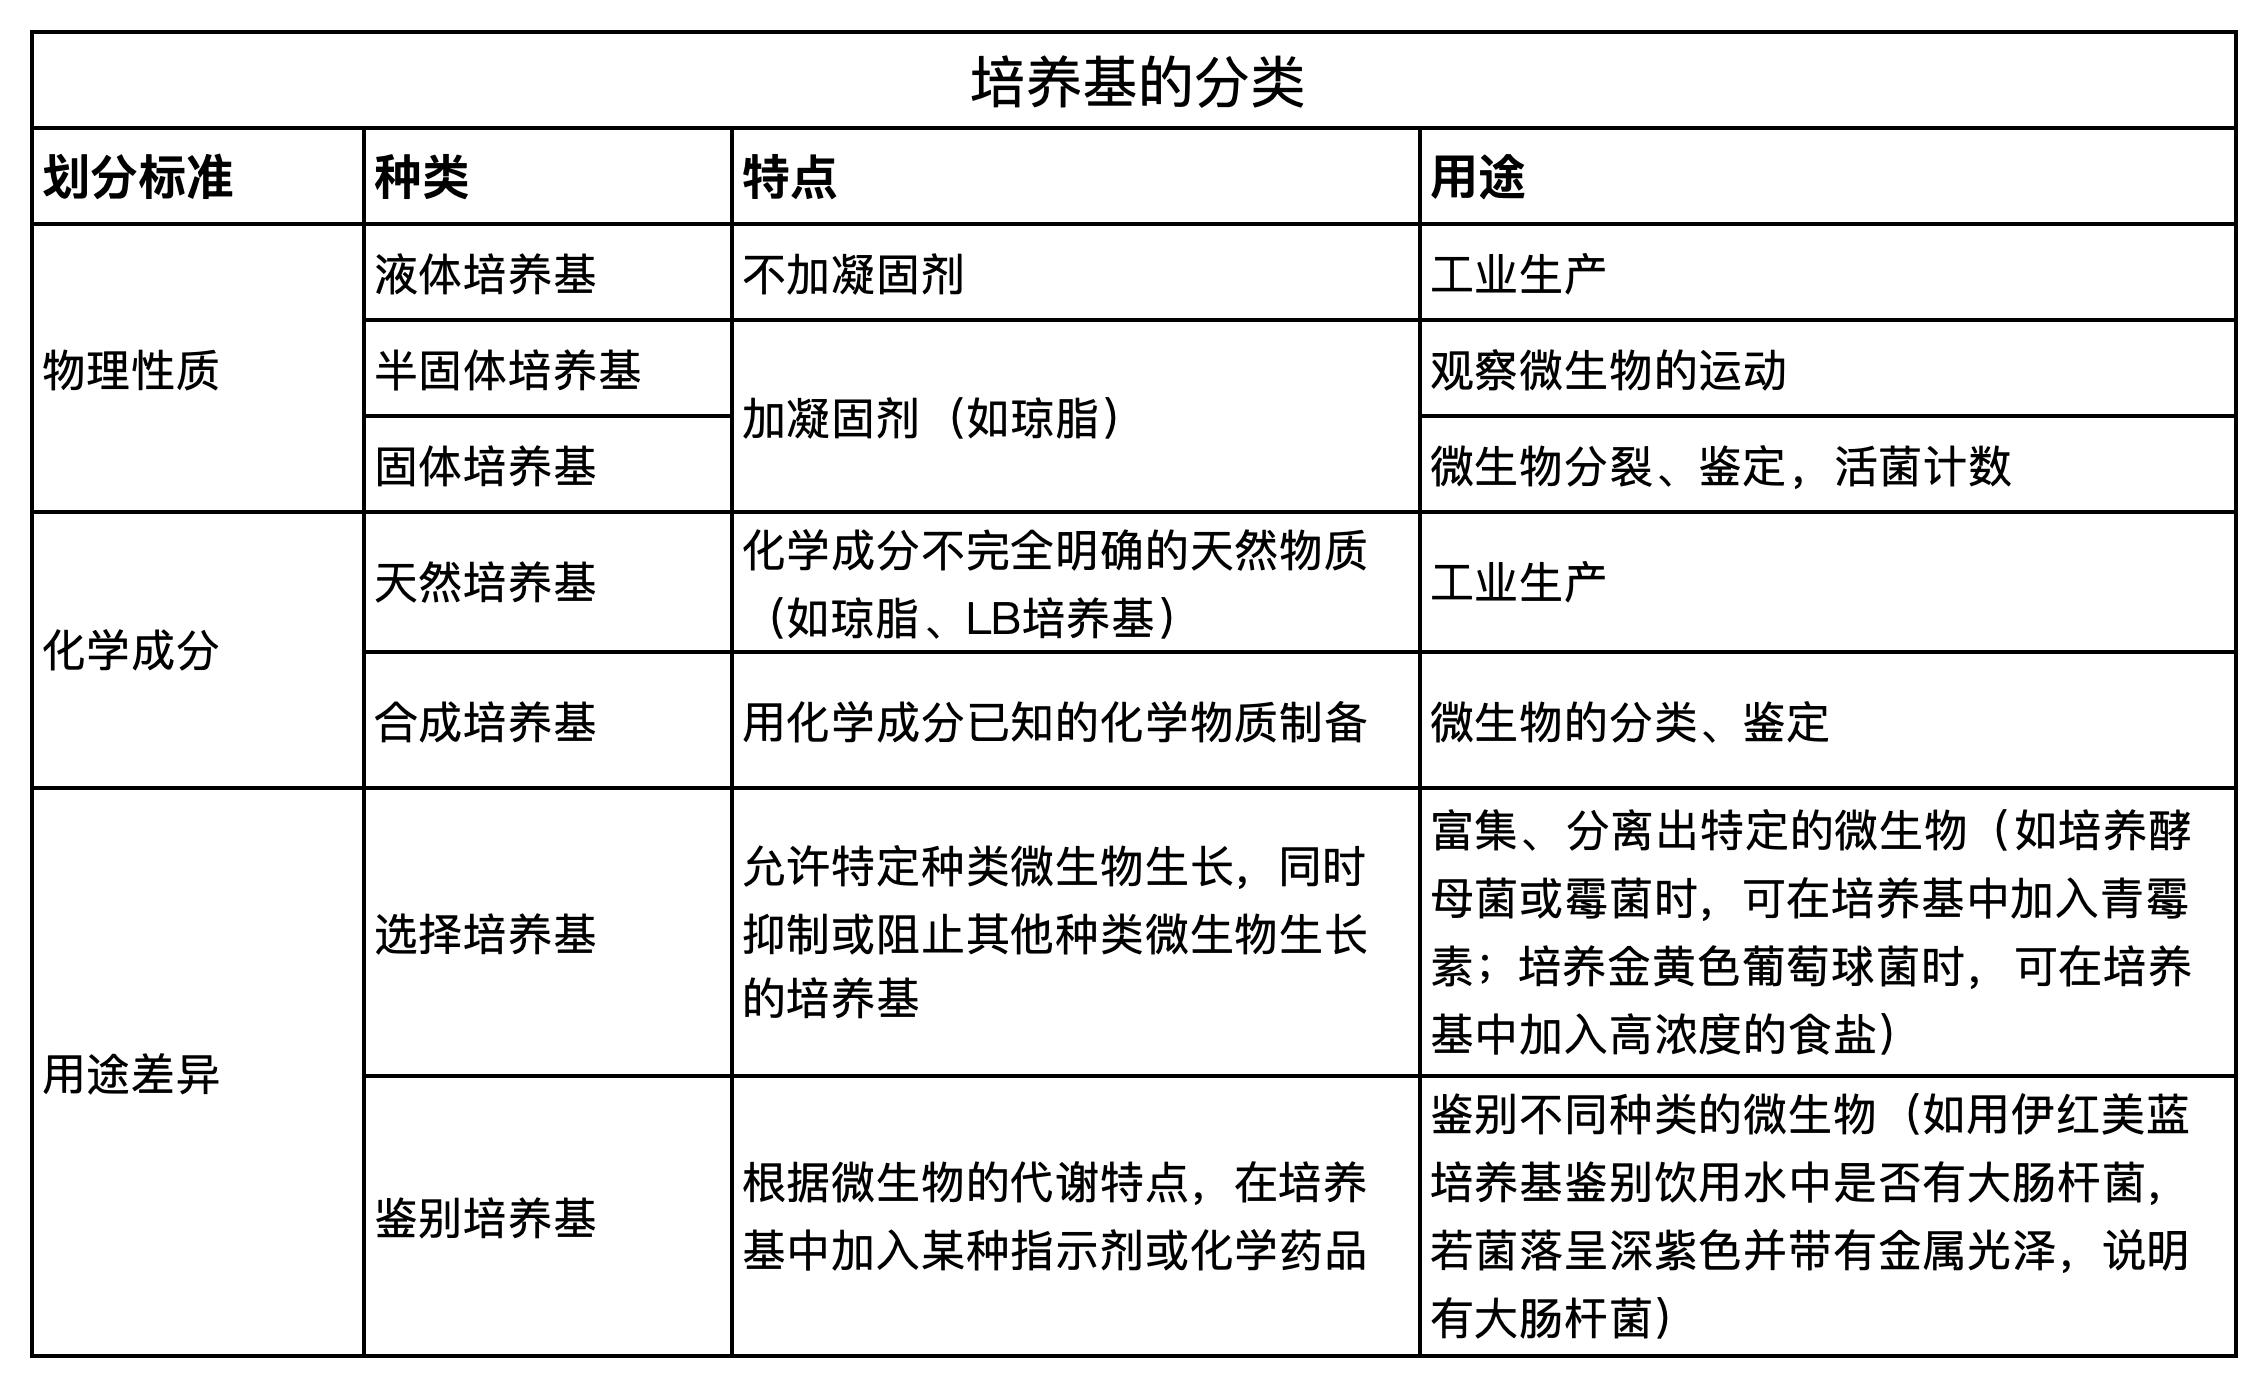 培养基的分类
划分标准
种类
特点
用途
物理性质
液体培养基
不加凝固剂
工业生产
半固体培养基
加凝固剂（如琼脂）
观察微生物的运动
固体培养基
微生物分裂、鉴定，活菌计数
化学成分
天然培养基
化学成分不完全明确的天然物质
（如琼脂、LB培养基）
工业生产
合成培养基
用化学成分已知的化学物质制备
微生物的分类、鉴定
用途差异
选择培养基
允许特定种类微生物生长，同时
抑制或阻止其他种类微生物生长
的培养基
富集、分离出特定的微生物（如培养酵
母菌或霉菌时，可在培养基中加入青霉
素；培养金黄色葡萄球菌时，可在培养
基中加入高浓度的食盐）
鉴别培养基
根据微生物的代谢特点，在培养
基中加入某种指示剂或化学药品
鉴别不同种类的微生物（如用伊红美蓝
培养基鉴别饮用水中是否有大肠杆菌，
若菌落呈深紫色并带有金属光泽，说明
有大肠杆菌）